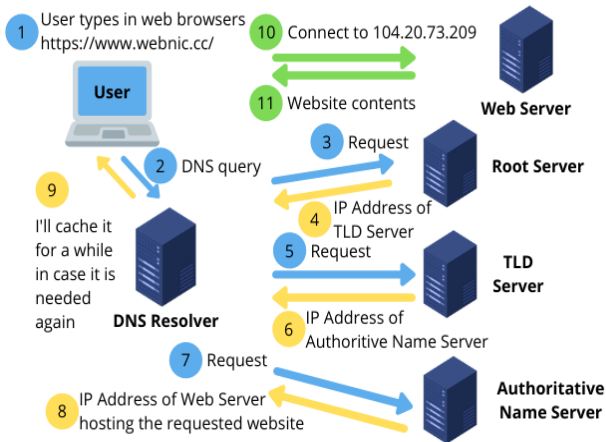 1
User types in web browsers
https://www.webnic.cc/
User
10
Connect to 104.20.73.209
11
Website contents
Web Server
2
DNS query
3
Request
Root Server
4
IP Address of
TLD Server
5
Request
TLD
Server
6
IP Address of
Authoritive Name Server
9
I'll cache it
for a while
in case it is
needed
again
DNS Resolver
7
Request
8
IP Address of Web Server
hosting the requested website
Authoritative
Name Server